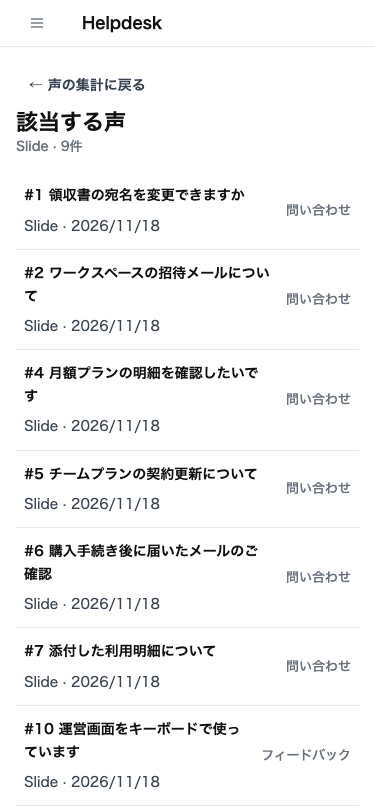 Helpdesk
← 声の集計に戻る
該当する声
Slide · 9件
#1 領収書の宛名を変更できますか
問い合わせ
Slide · 2026/11/18
#2 ワークスペースの招待メールについ
て
問い合わせ
Slide · 2026/11/18
#4 月額プランの明細を確認したいで
す
問い合わせ
Slide · 2026/11/18
#5 チームプランの契約更新について
問い合わせ
Slide · 2026/11/18
#6 購入手続き後に届いたメールのご
確認
問い合わせ
Slide · 2026/11/18
#7 添付した利用明細について
問い合わせ
Slide · 2026/11/18
#10 運営画面をキーボードで使っ
ています
フィードバック
Slide · 2026/11/18